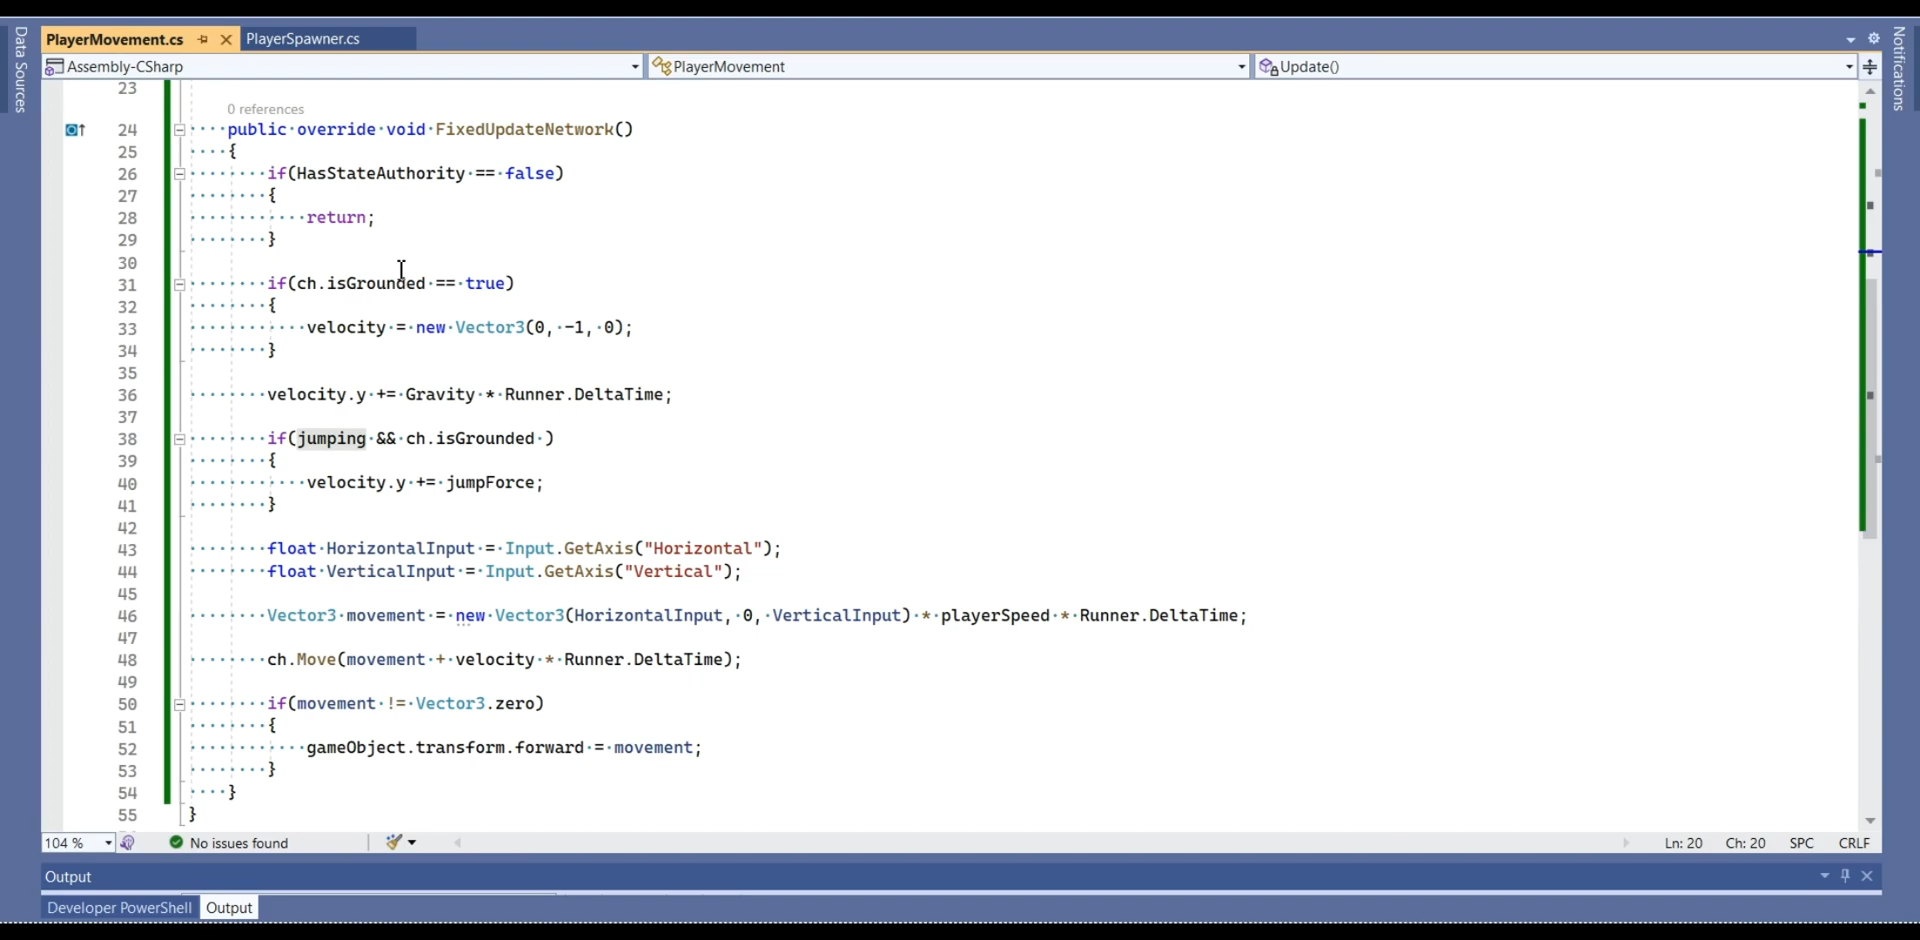 Data Sources
PlayerMovement.cs
PlayerSpawner.cs
Notifications
Assembly-CSharp
PlayerMovement
Update()
23
0 references
24 public override void FixedUpdateNetwork()
25 {
26 if(HasStateAuthority == false)
27 {
28 return;
29 }
30
31 if(ch.isGrounded == true)
32 {
33 velocity = new Vector3(0, -1, 0);
34 }
35
36 velocity.y += Gravity * Runner.DeltaTime;
37
38 if(jumping && ch.isGrounded )
39 {
40 velocity.y += jumpForce;
41 }
42
43 float HorizontalInput = Input.GetAxis("Horizontal");
44 float VerticalInput = Input.GetAxis("Vertical");
45
46 Vector3 movement = new Vector3(HorizontalInput, 0, VerticalInput) * playerSpeed * Runner.DeltaTime;
47
48 ch.Move(movement + velocity * Runner.DeltaTime);
49
50 if(movement != Vector3.zero)
51 {
52 gameObject.transform.forward = movement;
53 }
54 }
55 }
104 %
No issues found
Ln: 20 Ch: 20 SPC CRLF
Output
Developer PowerShell
Output